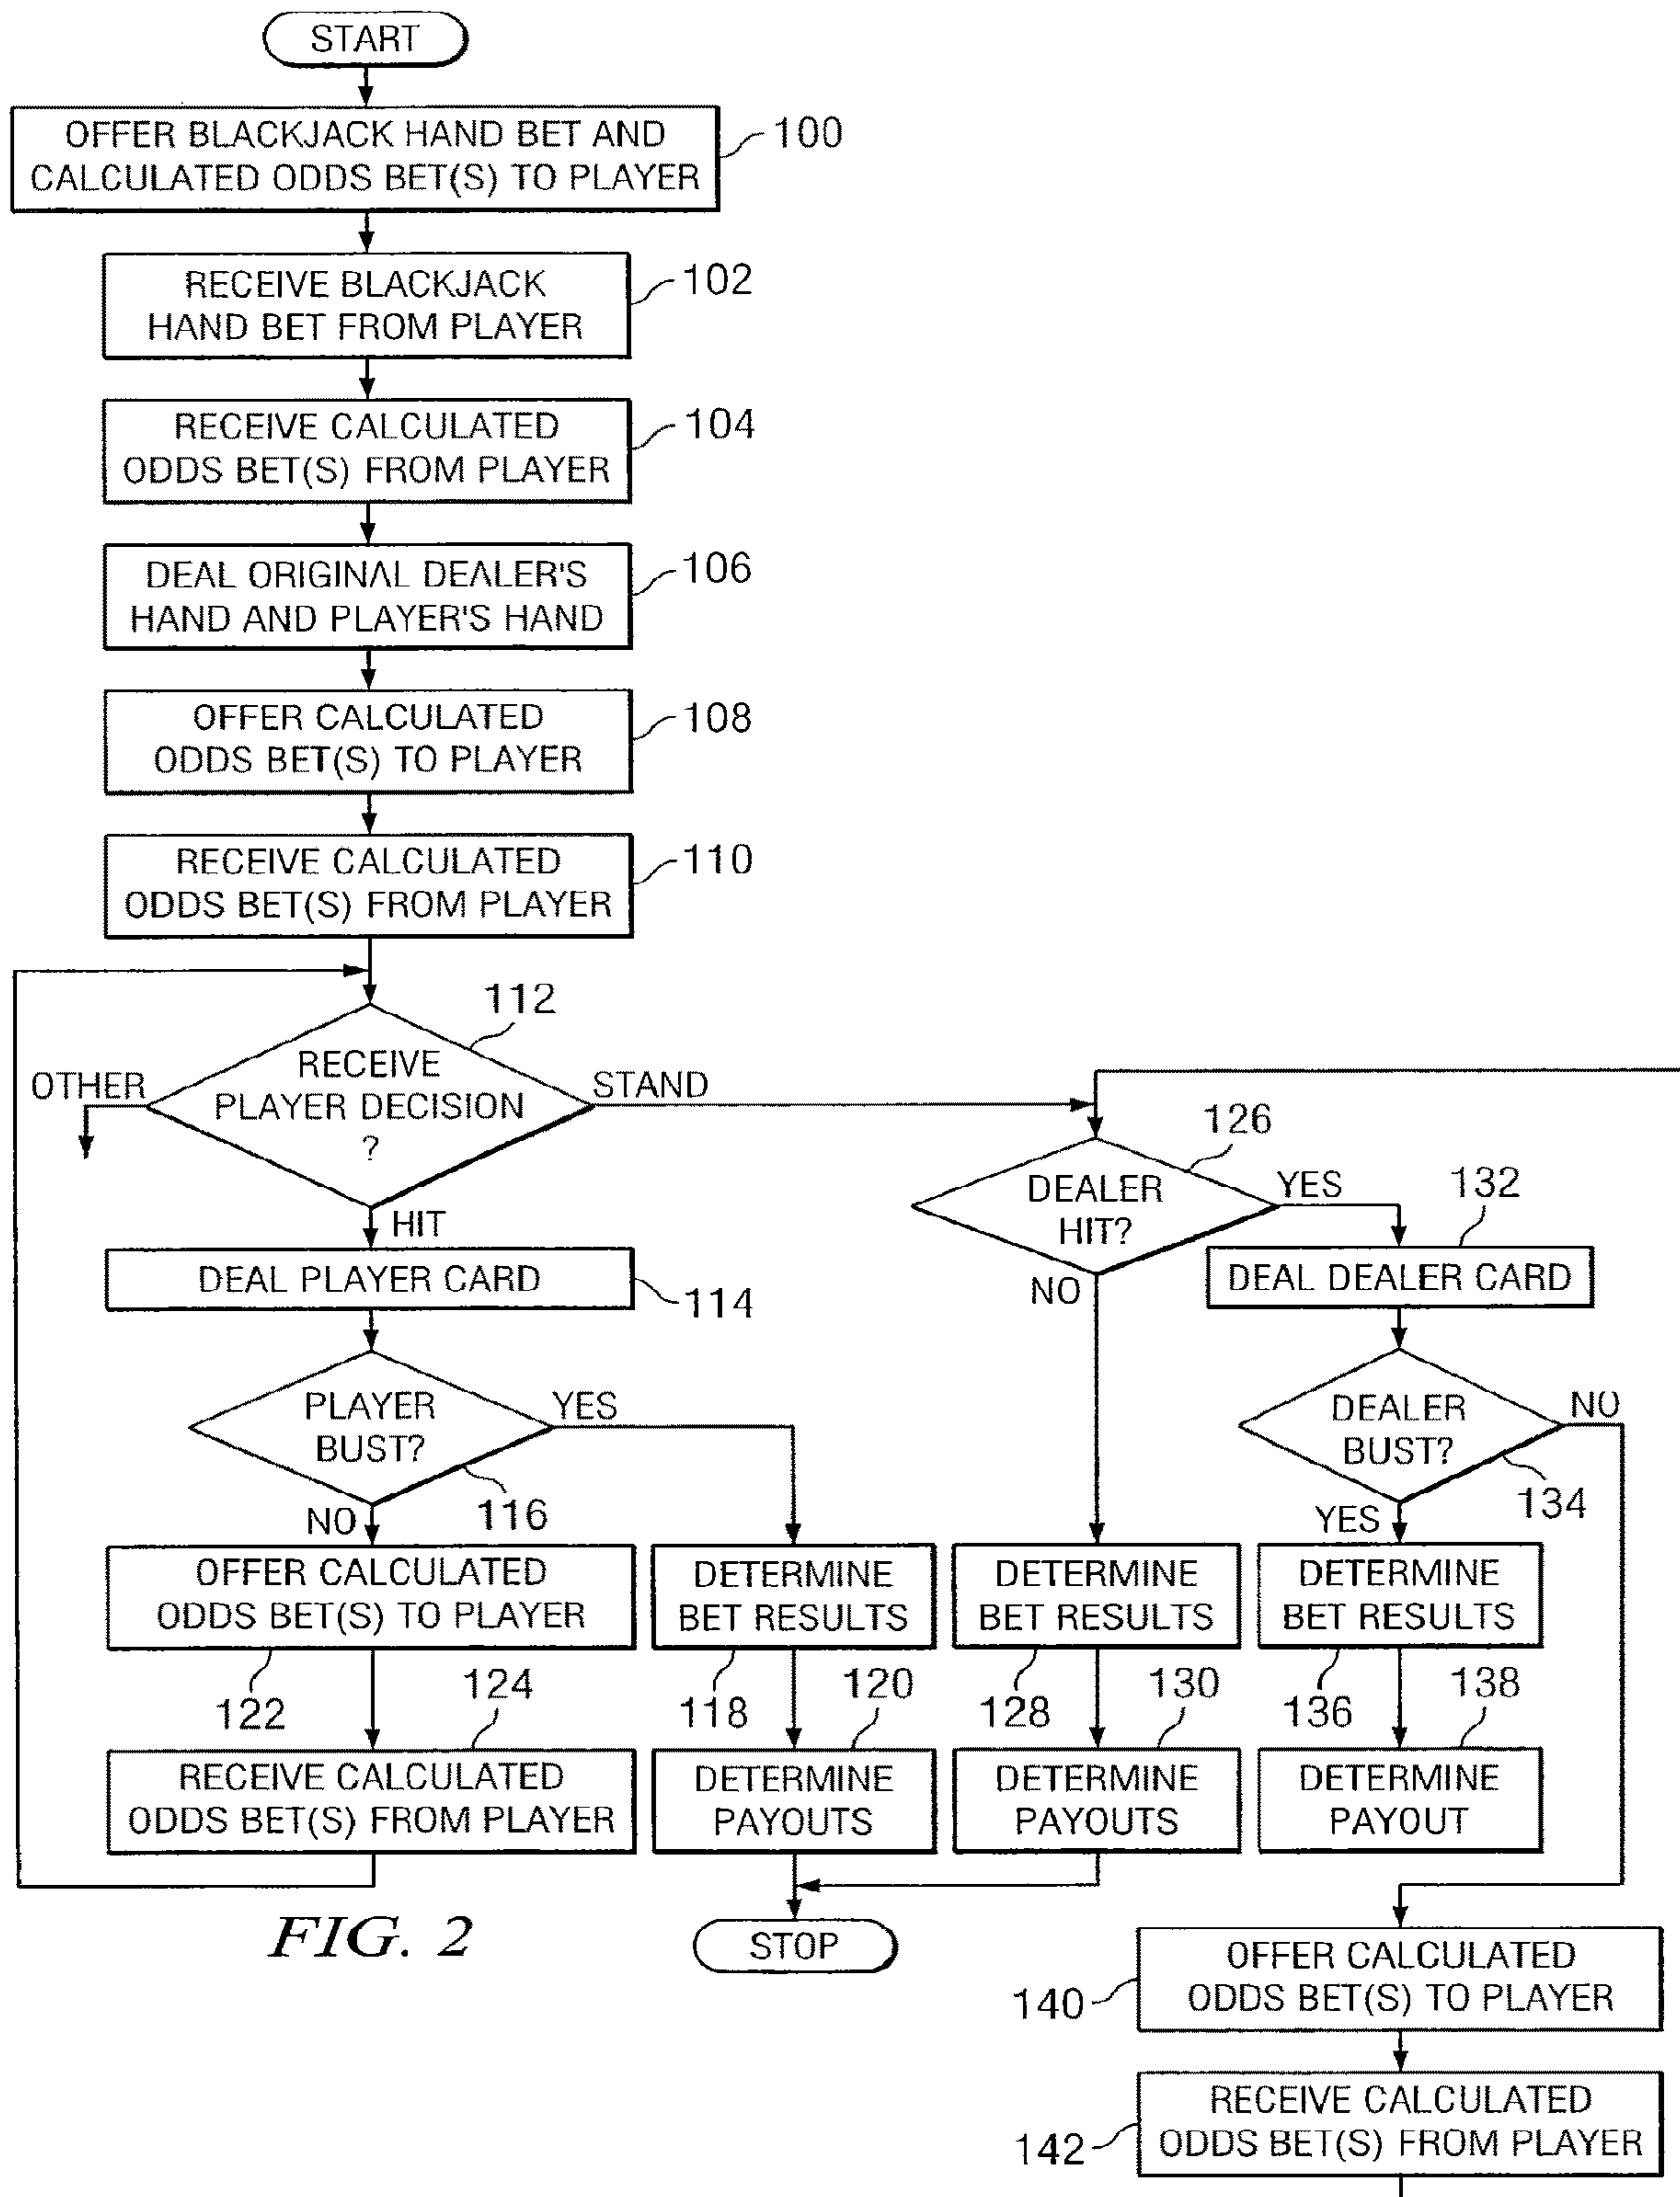 START
OFFER BLACKJACK HAND BET AND
CALCULATED ODDS BET(S) TO PLAYER
100
RECEIVE BLACKJACK
HAND BET FROM PLAYER
102
RECEIVE CALCULATED
ODDS BET(S) FROM PLAYER
104
DEAL ORIGINAL DEALER'S
HAND AND PLAYER'S HAND
106
OFFER CALCULATED
ODDS BET(S) TO PLAYER
108
RECEIVE CALCULATED
ODDS BET(S) FROM PLAYER
110
112
RECEIVE
PLAYER DECISION
?
OTHER
STAND
HIT
DEAL PLAYER CARD
114
PLAYER
BUST?
YES
116
NO
OFFER CALCULATED
ODDS BET(S) TO PLAYER
122
124
RECEIVE CALCULATED
ODDS BET(S) FROM PLAYER
DETERMINE
BET RESULTS
118
120
DETERMINE
PAYOUTS
126
DEALER
HIT?
YES
NO
132
DEAL DEALER CARD
DEALER
BUST?
NO
134
YES
DETERMINE
BET RESULTS
128
130
DETERMINE
PAYOUTS
DETERMINE
BET RESULTS
136
138
DETERMINE
PAYOUT
STOP
FIG. 2
OFFER CALCULATED
ODDS BET(S) TO PLAYER
140
RECEIVE CALCULATED
ODDS BET(S) FROM PLAYER
142